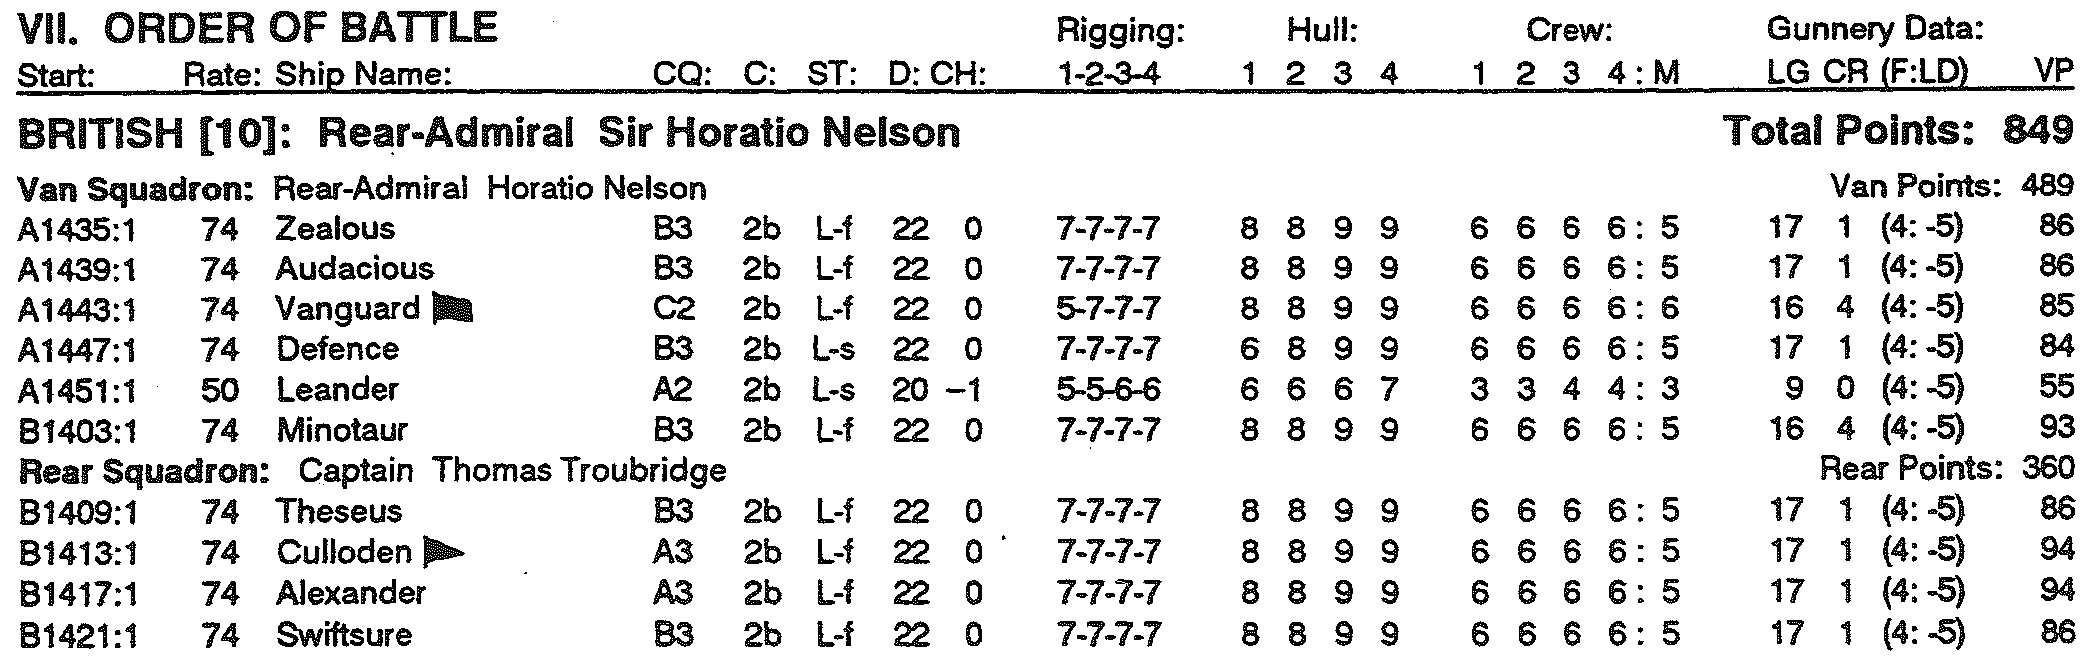 VII. ORDER OF BATTLE Rigging: Hull: Crew: Gunnery Data:
Start: Rate: Ship Name: CQ: C: ST: D: CH: 1-2-3-4 1 2 3 4 1 2 3 4 : M LG CR (F:LD) VP
BRITISH [10]: Rear-Admiral Sir Horatio Nelson Total Points: 849
Van Squadron: Rear-Admiral Horatio Nelson Van Points: 489
A1435:1 74 Zealous B3 2b L-f 22 0 7-7-7-7 8 8 9 9 6 6 6 6 : 5 17 1 (4: -5) 86
A1439:1 74 Audacious B3 2b L-f 22 0 7-7-7-7 8 8 9 9 6 6 6 6 : 5 17 1 (4: -5) 86
A1443:1 74 Vanguard C2 2b L-f 22 0 5-7-7-7 8 8 9 9 6 6 6 6 : 6 16 4 (4: -5) 85
A1447:1 74 Defence B3 2b L-s 22 0 7-7-7-7 6 8 9 9 6 6 6 6 : 5 17 1 (4: -5) 84
A1451:1 50 Leander A2 2b L-s 20 –1 5-5-6-6 6 6 6 7 3 3 4 4 : 3 9 0 (4: -5) 55
B1403:1 74 Minotaur B3 2b L-f 22 0 7-7-7-7 8 8 9 9 6 6 6 6 : 5 16 4 (4: -5) 93
Rear Squadron: Captain Thomas Troubridge Rear Points: 360
B1409:1 74 Theseus B3 2b L-f 22 0 7-7-7-7 8 8 9 9 6 6 6 6 : 5 17 1 (4: -5) 86
B1413:1 74 Culloden A3 2b L-f 22 0 7-7-7-7 8 8 9 9 6 6 6 6 : 5 17 1 (4: -5) 94
B1417:1 74 Alexander A3 2b L-f 22 0 7-7-7-7 8 8 9 9 6 6 6 6 : 5 17 1 (4: -5) 94
B1421:1 74 Swiftsure B3 2b L-f 22 0 7-7-7-7 8 8 9 9 6 6 6 6 : 5 17 1 (4: -5) 86